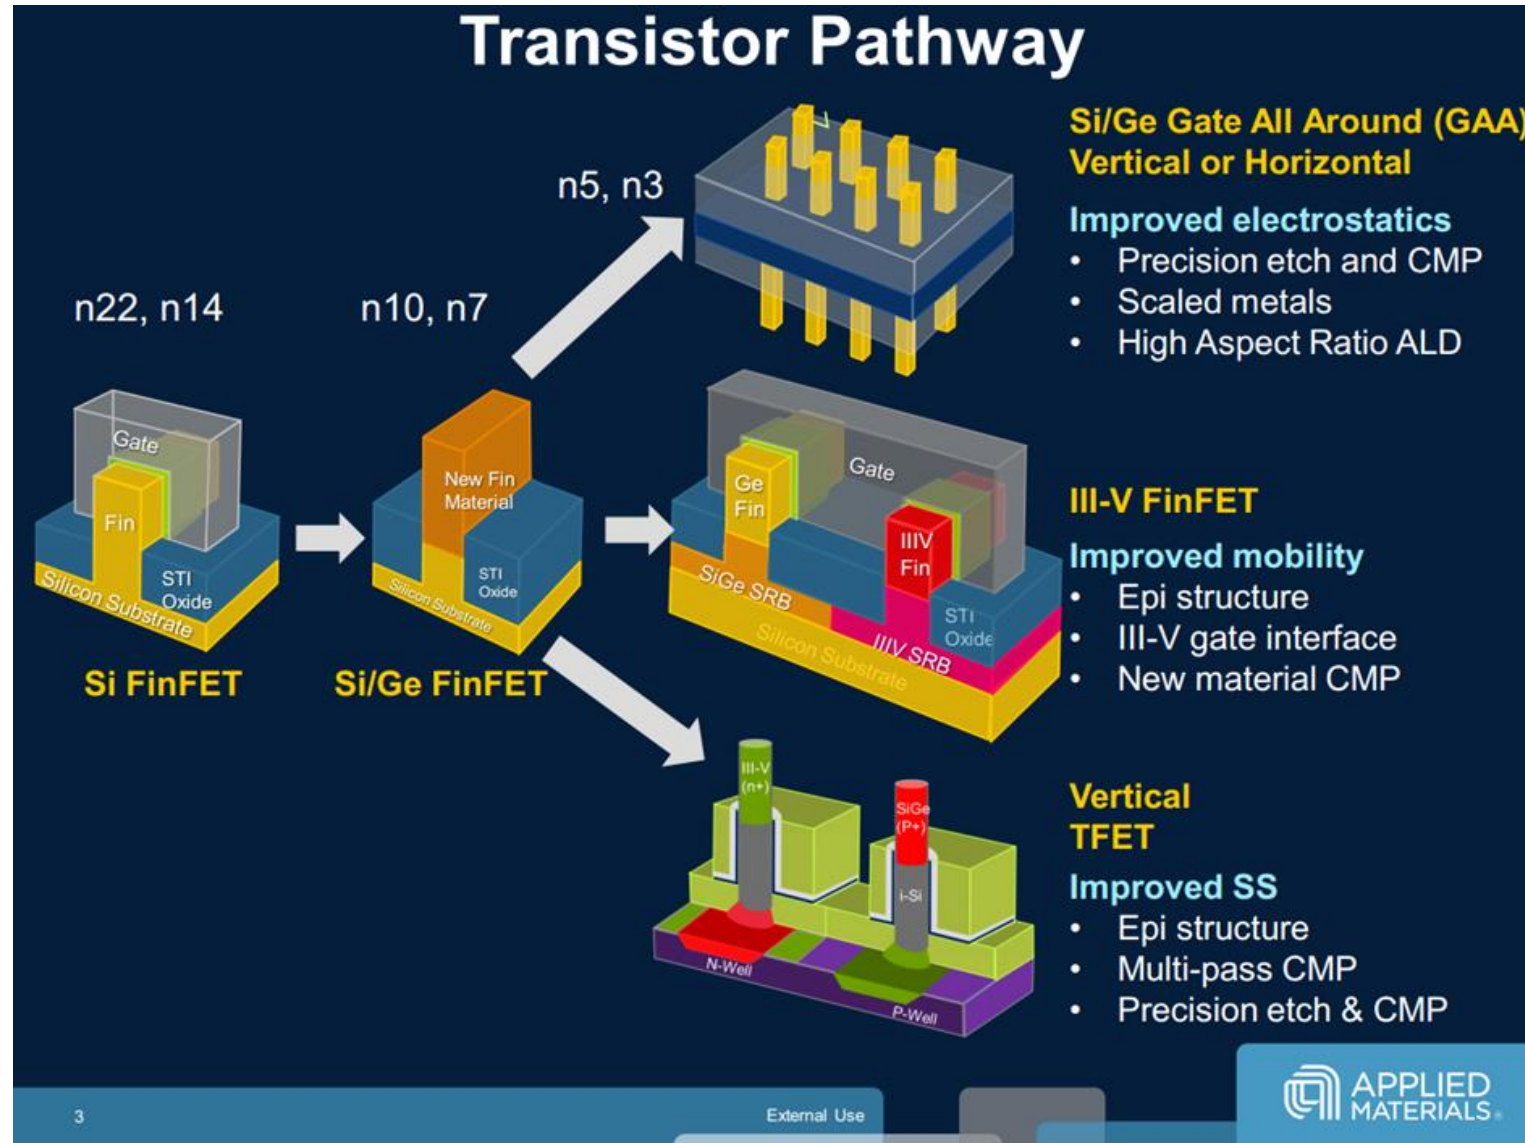 Transistor Pathway
n22, n14
n10, n7
n5, n3
Gate
Fin
STI
Oxide
Silicon Substrate
Si FinFET
New Fin
Material
STI
Oxide
Silicon Substrate
Si/Ge FinFET
Si/Ge Gate All Around (GAA)
Vertical or Horizontal
Improved electrostatics
• Precision etch and CMP
• Scaled metals
• High Aspect Ratio ALD
Gate
Ge
Fin
IIIV
Fin
SiGe SRB
STI
Oxide
IIIV SRB
Silicon Substrate
III-V FinFET
Improved mobility
• Epi structure
• III-V gate interface
• New material CMP
III-V
(n+)
SiGe
(P+)
i-Si
N-Well
P-Well
Vertical
TFET
Improved SS
• Epi structure
• Multi-pass CMP
• Precision etch & CMP
3
External Use
APPLIED
MATERIALS®